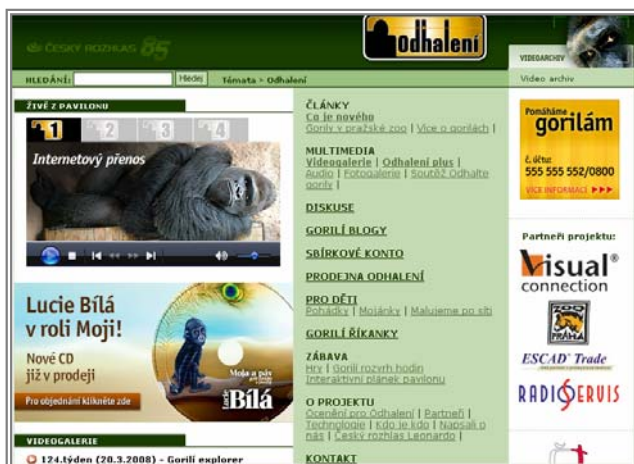 ČESKÝ ROZHLAS 85
Odhalení
VIDEOARCHIV
HLEDÁNÍ:
Hledej
Témata > Odhalení
Video archiv
ŽIVĚ Z PAVILONU
1
2
3
4
Internetový přenos
Lucie Bílá
v roli Moji!
Nové CD
již v prodeji
Pro objednání klikněte zde
Moja a páv
Lucie Bílá
VIDEOGALERIE
124.týden (20.3.2008) - Gorilí explorer
ČLÁNKY
Co je nového
Gorily v pražské zoo | Více o gorilách |
MULTIMEDIA
Videogalerie | Odhalení plus |
Audio | Fotogalerie | Soutěž Odhalte
gorily |
DISKUSE
GORILÍ BLOGY
SBÍRKOVÉ KONTO
PRODEJNA ODHALENÍ
PRO DĚTI
Pohádky | Mojánky | Malujeme po síti
GORILÍ ŘÍKANKY
ZÁBAVA
Hry | Gorilí rozvrh hodin
Interaktivní plánek pavilonu
O PROJEKTU
Ocenění pro Odhalení | Partneři |
Technologie | Kdo je kdo | Napsali o
nás | Český rozhlas Leonardo |
KONTAKT
Pomáháme
gorilám
č. účtu:
555 555 552/0800
VÍCE INFORMACÍ
Partneři projektu:
Visual®
connection
ZOO
PRAHA
ESCAD Trade
RADIOSERVIS